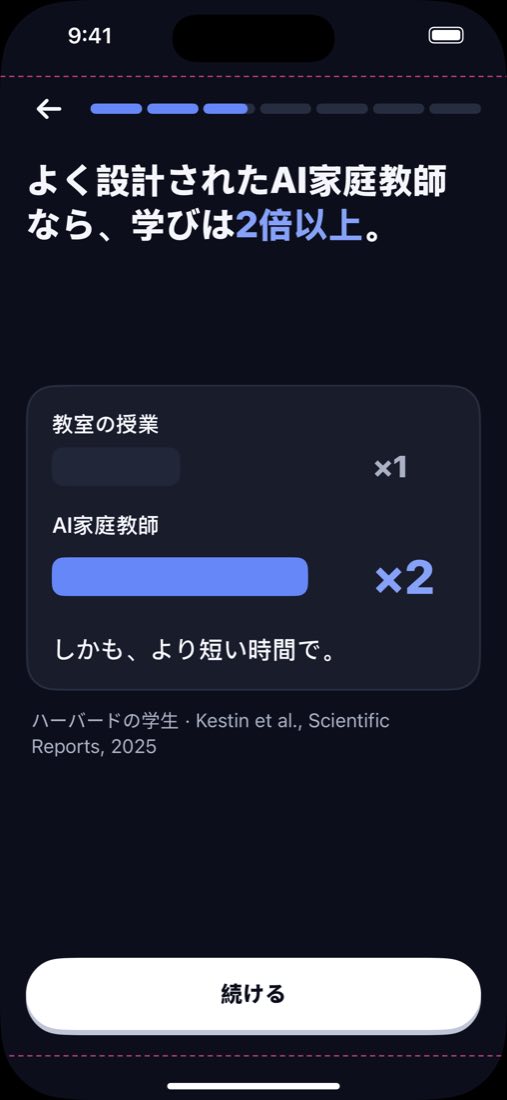 9:41
よく設計されたAI家庭教師
なら、学びは2倍以上。
教室の授業
×1
AI家庭教師
×2
しかも、より短い時間で。
ハーバードの学生 · Kestin et al., Scientific
Reports, 2025
続ける